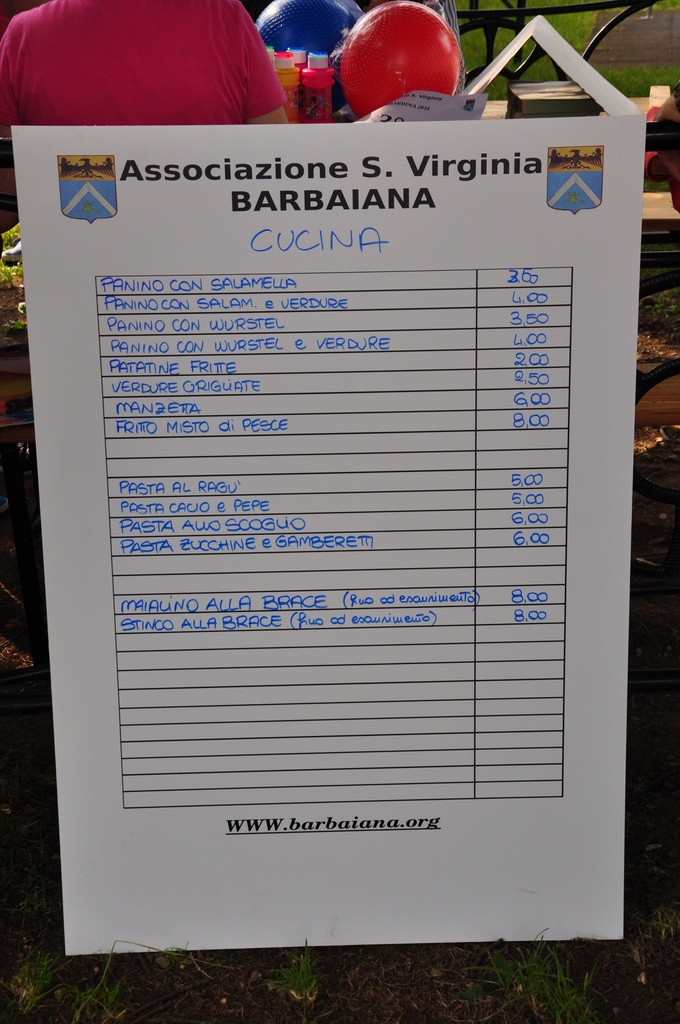 Associazione S. Virginia
BARBAIANA
CUCINA
PANINO CON SALAMELLA 3,50
PANINO CON SALAM. e VERDURE 4,00
PANINO CON WURSTEL 3,50
PANINO CON WURSTEL e VERDURE 4,00
PATATINE FRITTE 2,00
VERDURE GRIGLIATE 2,50
MANZETTA 6,00
FRITTO MISTO di PESCE 8,00
PASTA AL RAGU' 5,00
PASTA CACIO e PEPE 5,00
PASTA ALLO SCOGLIO 6,00
PASTA ZUCCHINE e GAMBERETTI 6,00
MAIALINO ALLA BRACE (fino ad esaurimento) 8,00
STINCO ALLA BRACE (fino ad esaurimento) 8,00
www.barbaiana.org